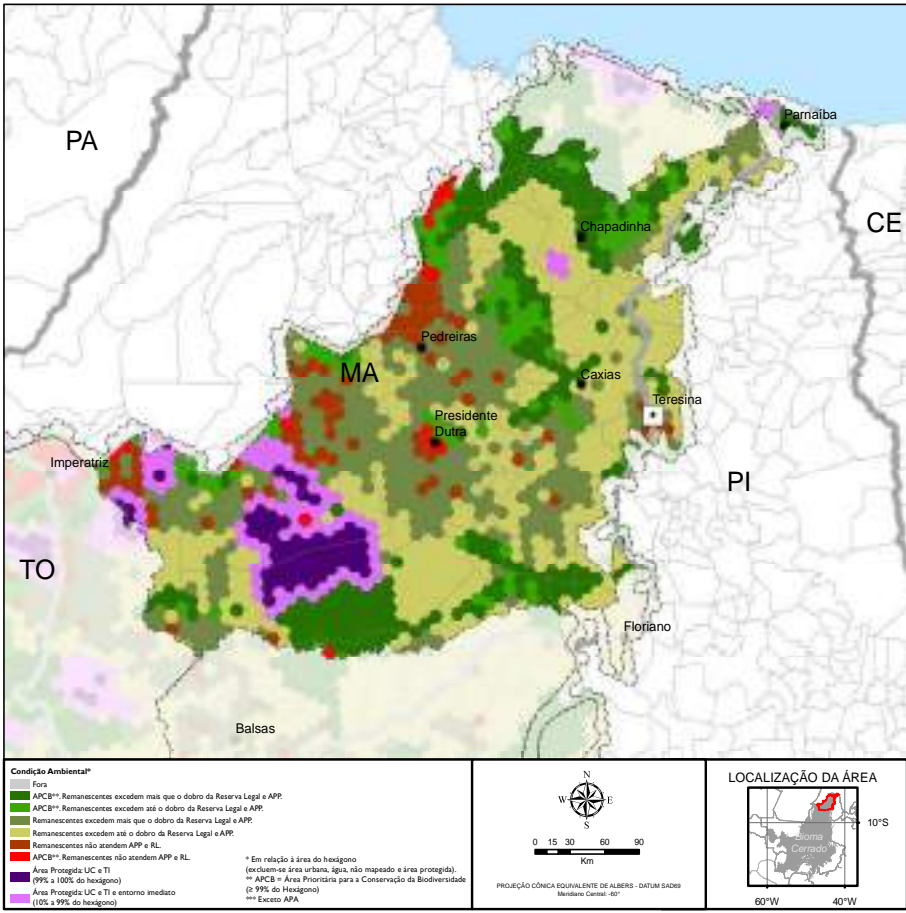 PA
Parnaíba
CE
Chapadinha
Pedreiras
MA
Caxias
Teresina
Presidente
Dutra
Imperatriz
PI
TO
Floriano
Balsas
Condição Ambiental*
Fora
APCB**. Remanescentes excedem mais que o dobro da Reserva Legal e APP.
APCB**. Remanescentes excedem até o dobro da Reserva Legal e APP.
Remanescentes excedem mais que o dobro da Reserva Legal e APP.
Remanescentes excedem até o dobro da Reserva Legal e APP.
Remanescentes não atendem APP e RL.
APCB**. Remanescentes não atendem APP e RL.
Área Protegida: UC e TI
(99% a 100% do hexágono)
Área Protegida: UC e TI e entorno imediato
(10% a 99% do hexágono)
* Em relação à área do hexágono
(excluem-se área urbana, água, não mapeado e área protegida).
** APCB = Área Prioritária para a Conservação da Biodiversidade
(≥ 99% do Hexágono)
*** Exceto APA
N
W E
S
0 15 30 60 90
Km
PROJEÇÃO CÔNICA EQUIVALENTE DE ALBERS - DATUM SAD69
Meridiano Central: -60°
LOCALIZAÇÃO DA ÁREA
10°S
Bioma
Cerrado
60°W 40°W